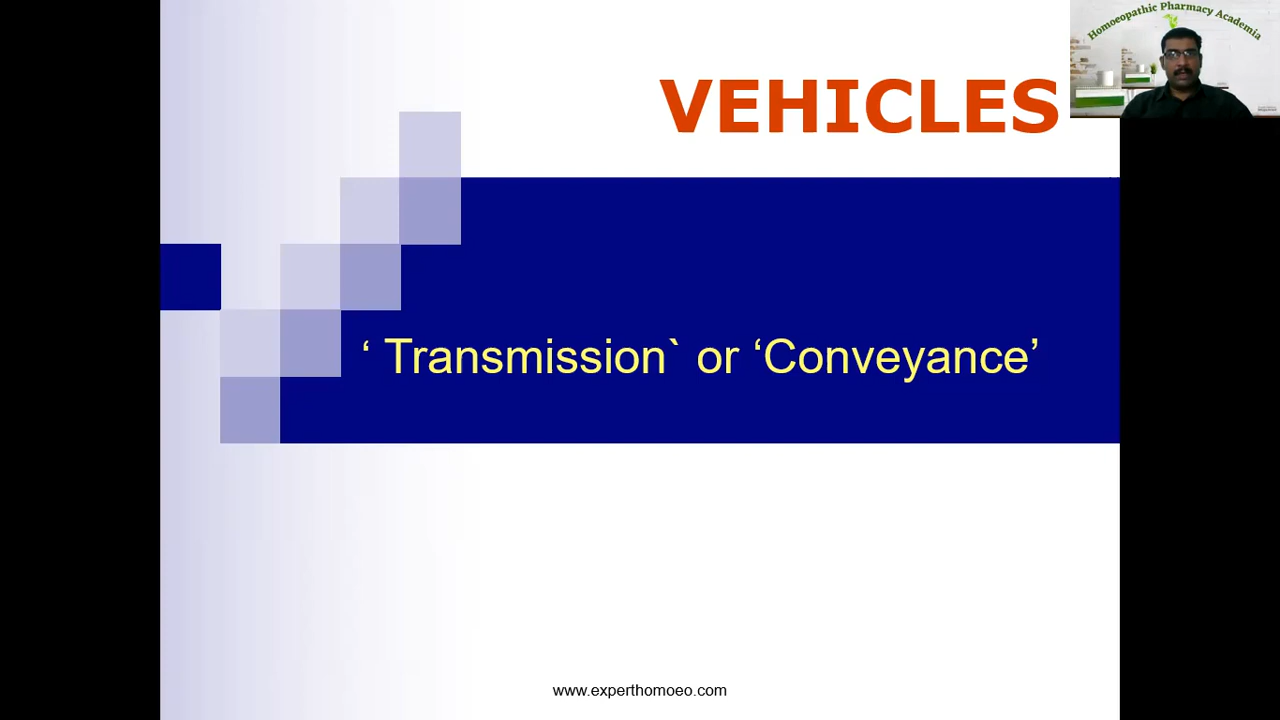 Homoeopathic Pharmacy Academia
VEHICLES
‘ Transmission` or ‘Conveyance’
www.experthomoeo.com